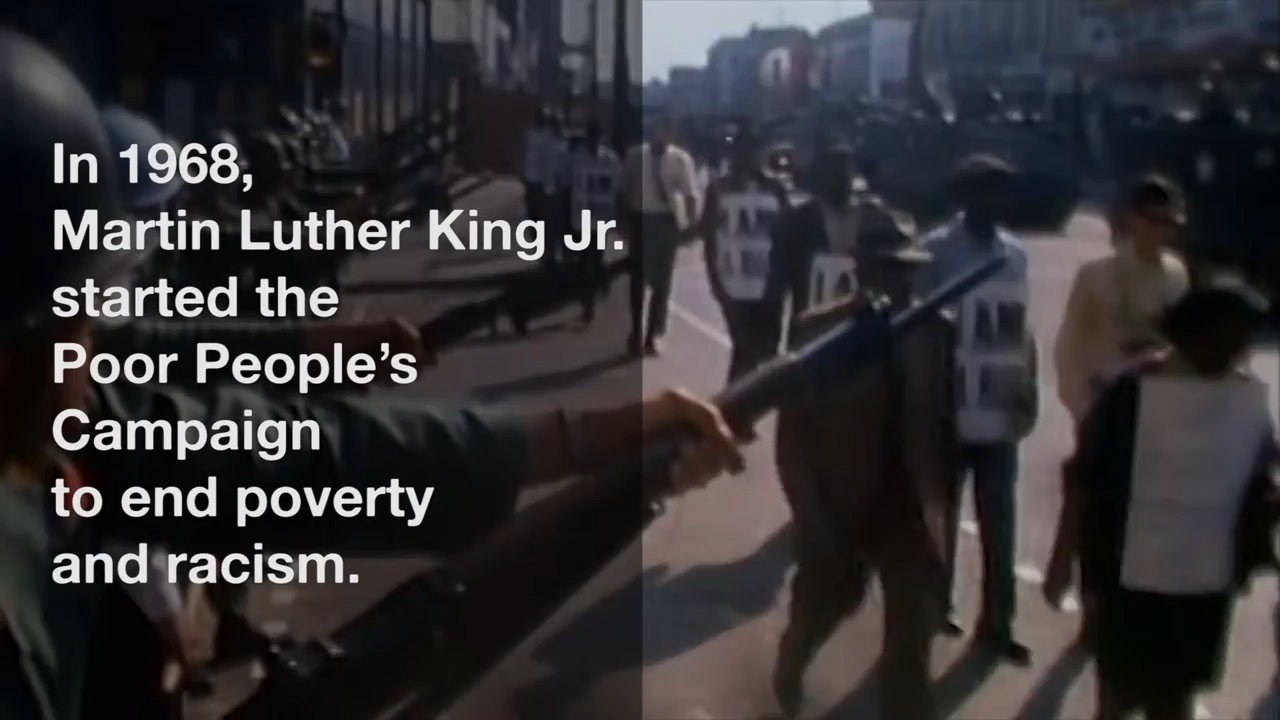 In 1968,
Martin Luther King Jr.
started the
Poor People’s
Campaign
to end poverty
and racism.